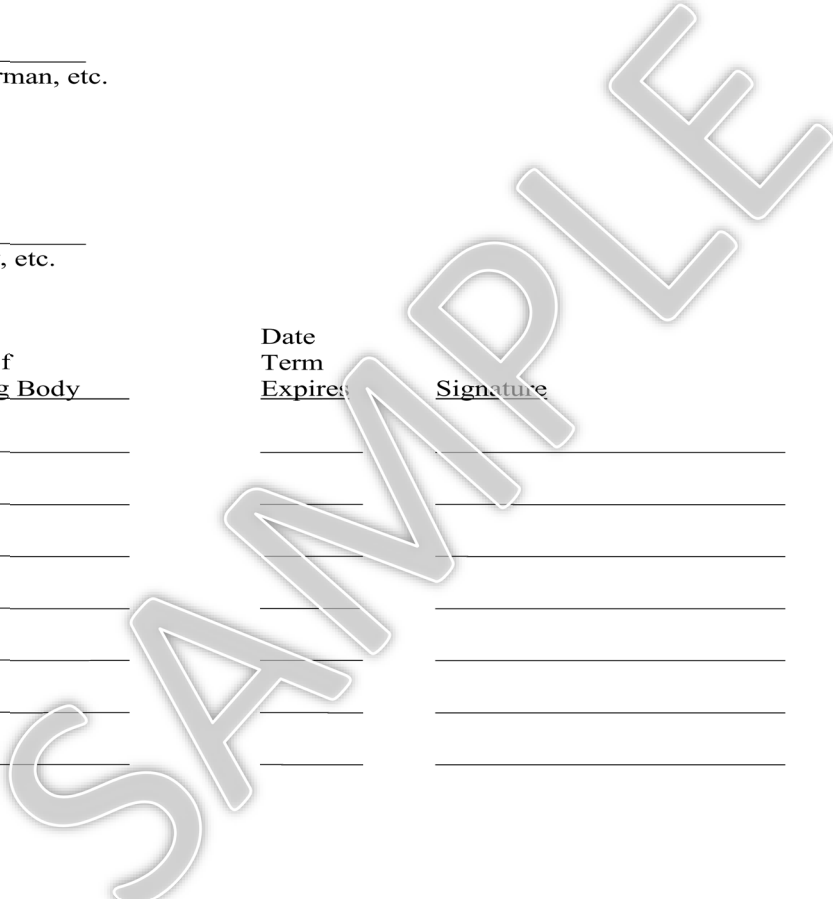 rman, etc.
, etc.
Date
f Term
g Body Expires Signature
SAMPLE